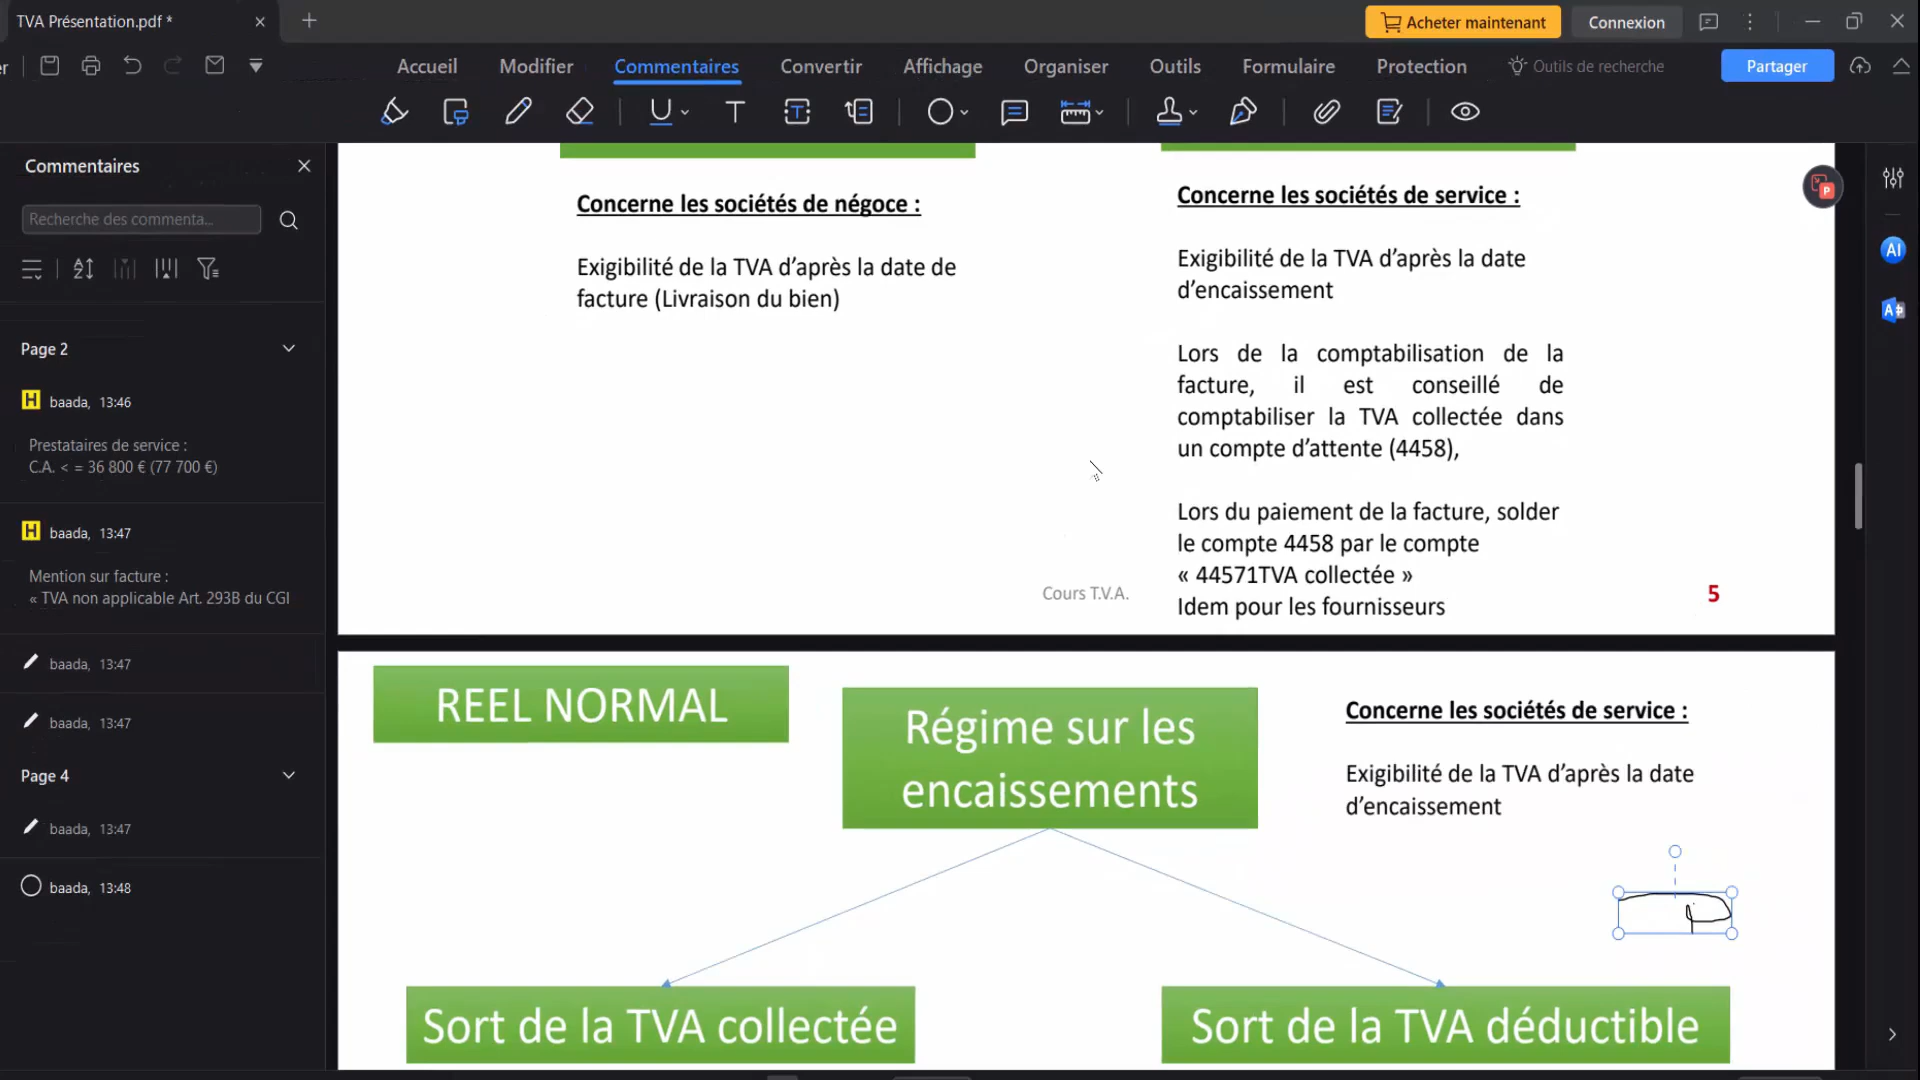 TVA Présentation.pdf *
Acheter maintenant
Connexion
er
Accueil
Modifier
Commentaires
Convertir
Affichage
Organiser
Outils
Formulaire
Protection
Outils de recherche
Partager
Commentaires
Recherche des commenta...
Page 2
H baada, 13:46
Prestataires de service :
C.A. < = 36 800 € (77 700 €)
H baada, 13:47
Mention sur facture :
« TVA non applicable Art. 293B du CGI
baada, 13:47
baada, 13:47
Page 4
baada, 13:47
baada, 13:48
Concerne les sociétés de négoce :
Exigibilité de la TVA d’après la date de
facture (Livraison du bien)
Concerne les sociétés de service :
Exigibilité de la TVA d’après la date
d’encaissement
Lors de la comptabilisation de la
facture, il est conseillé de
comptabiliser la TVA collectée dans
un compte d’attente (4458),
Lors du paiement de la facture, solder
le compte 4458 par le compte
« 44571TVA collectée »
Idem pour les fournisseurs
Cours T.V.A.
5
REEL NORMAL
Régime sur les
encaissements
Concerne les sociétés de service :
Exigibilité de la TVA d’après la date
d’encaissement
Sort de la TVA collectée
Sort de la TVA déductible
AI